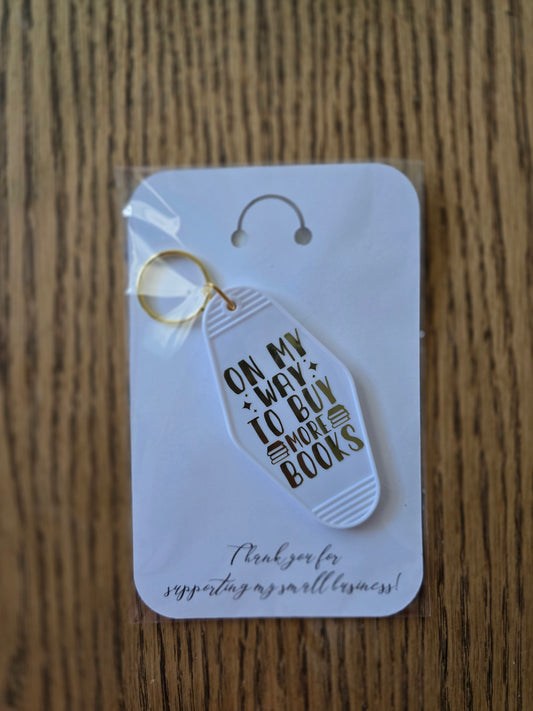 ON MY
WAY
TO BUY
MORE
BOOKS
Thank you for
supporting my small business!